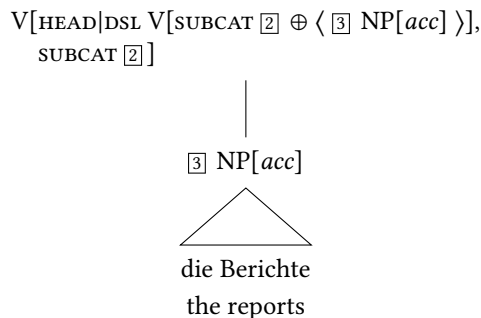 V[HEAD|DSL V[SUBCAT 2 ⊕ ⟨ 3 NP[acc] ⟩],
SUBCAT 2 ]
3 NP[acc]
die Berichte
the reports